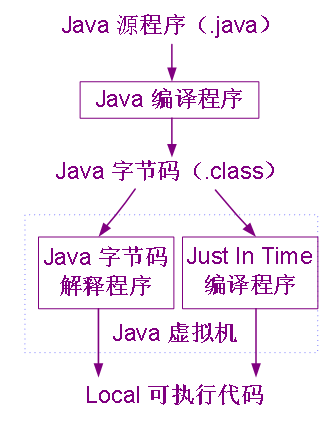 Java 源程序（.java）
Java 编译程序
Java 字节码（.class）
Java 字节码
解释程序
Just In Time
编译程序
Java 虚拟机
Local 可执行代码